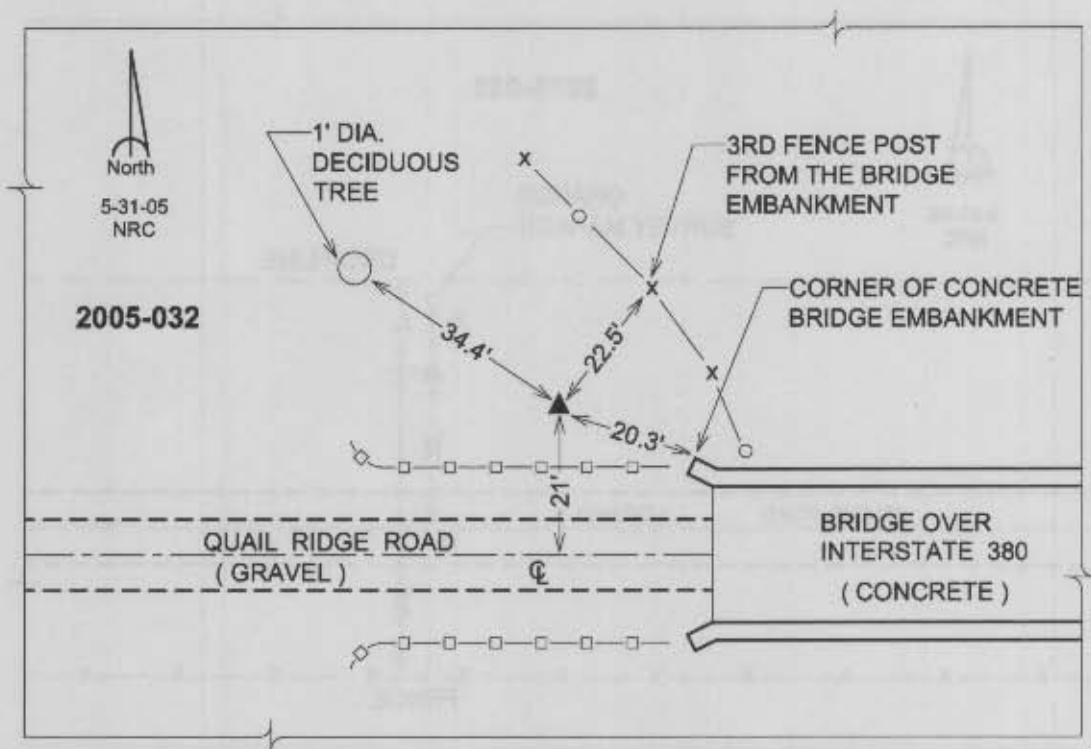 North
5-31-05
NRC
2005-032
1' DIA.
DECIDUOUS
TREE
3RD FENCE POST
FROM THE BRIDGE
EMBANKMENT
CORNER OF CONCRETE
BRIDGE EMBANKMENT
34.4'
22.5'
20.3'
21'
QUAIL RIDGE ROAD
( GRAVEL )
℄
BRIDGE OVER
INTERSTATE 380
( CONCRETE )